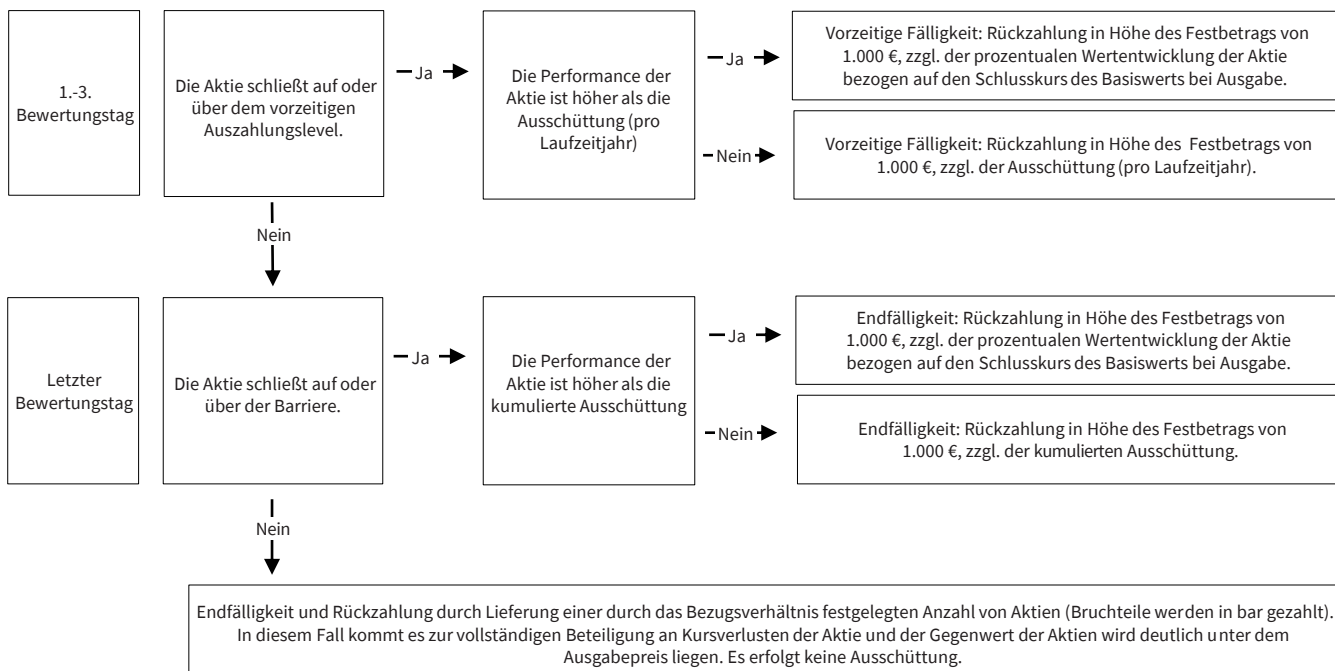 1.-3.
Bewertungstag
Die Aktie schließt auf oder
über dem vorzeitigen
Auszahlungslevel.
Ja
Die Performance der
Aktie ist höher als die
Ausschüttung (pro
Laufzeitjahr)
Ja
Vorzeitige Fälligkeit: Rückzahlung in Höhe des Festbetrags von
1.000 €, zzgl. der prozentualen Wertentwicklung der Aktie
bezogen auf den Schlusskurs des Basiswerts bei Ausgabe.
Nein
Vorzeitige Fälligkeit: Rückzahlung in Höhe des Festbetrags von
1.000 €, zzgl. der Ausschüttung (pro Laufzeitjahr).
Nein
Letzter
Bewertungstag
Die Aktie schließt auf oder
über der Barriere.
Ja
Die Performance der
Aktie ist höher als die
kumulierte Ausschüttung
Ja
Endfälligkeit: Rückzahlung in Höhe des Festbetrags von
1.000 €, zzgl. der prozentualen Wertentwicklung der Aktie
bezogen auf den Schlusskurs des Basiswerts bei Ausgabe.
Nein
Endfälligkeit: Rückzahlung in Höhe des Festbetrags von
1.000 €, zzgl. der kumulierten Ausschüttung.
Nein
Endfälligkeit und Rückzahlung durch Lieferung einer durch das Bezugsverhältnis festgelegten Anzahl von Aktien (Bruchteile werden in bar gezahlt).
In diesem Fall kommt es zur vollständigen Beteiligung an Kursverlusten der Aktie und der Gegenwert der Aktien wird deutlich unter dem
Ausgabepreis liegen. Es erfolgt keine Ausschüttung.